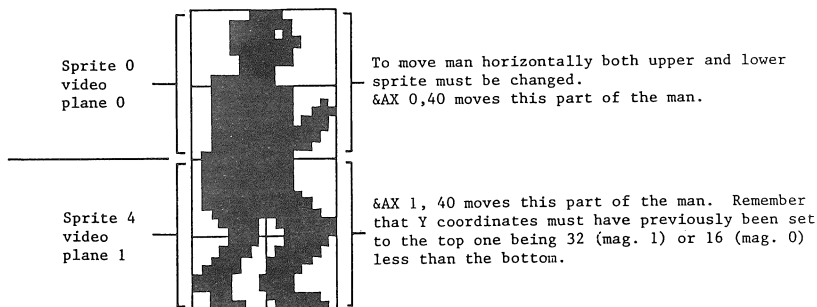 Sprite 0
video
plane 0
To move man horizontally both upper and lower
sprite must be changed.
&AX 0,40 moves this part of the man.
Sprite 4
video
plane 1
&AX 1, 40 moves this part of the man. Remember
that Y coordinates must have previously been set
to the top one being 32 (mag. 1) or 16 (mag. 0)
less than the bottom.